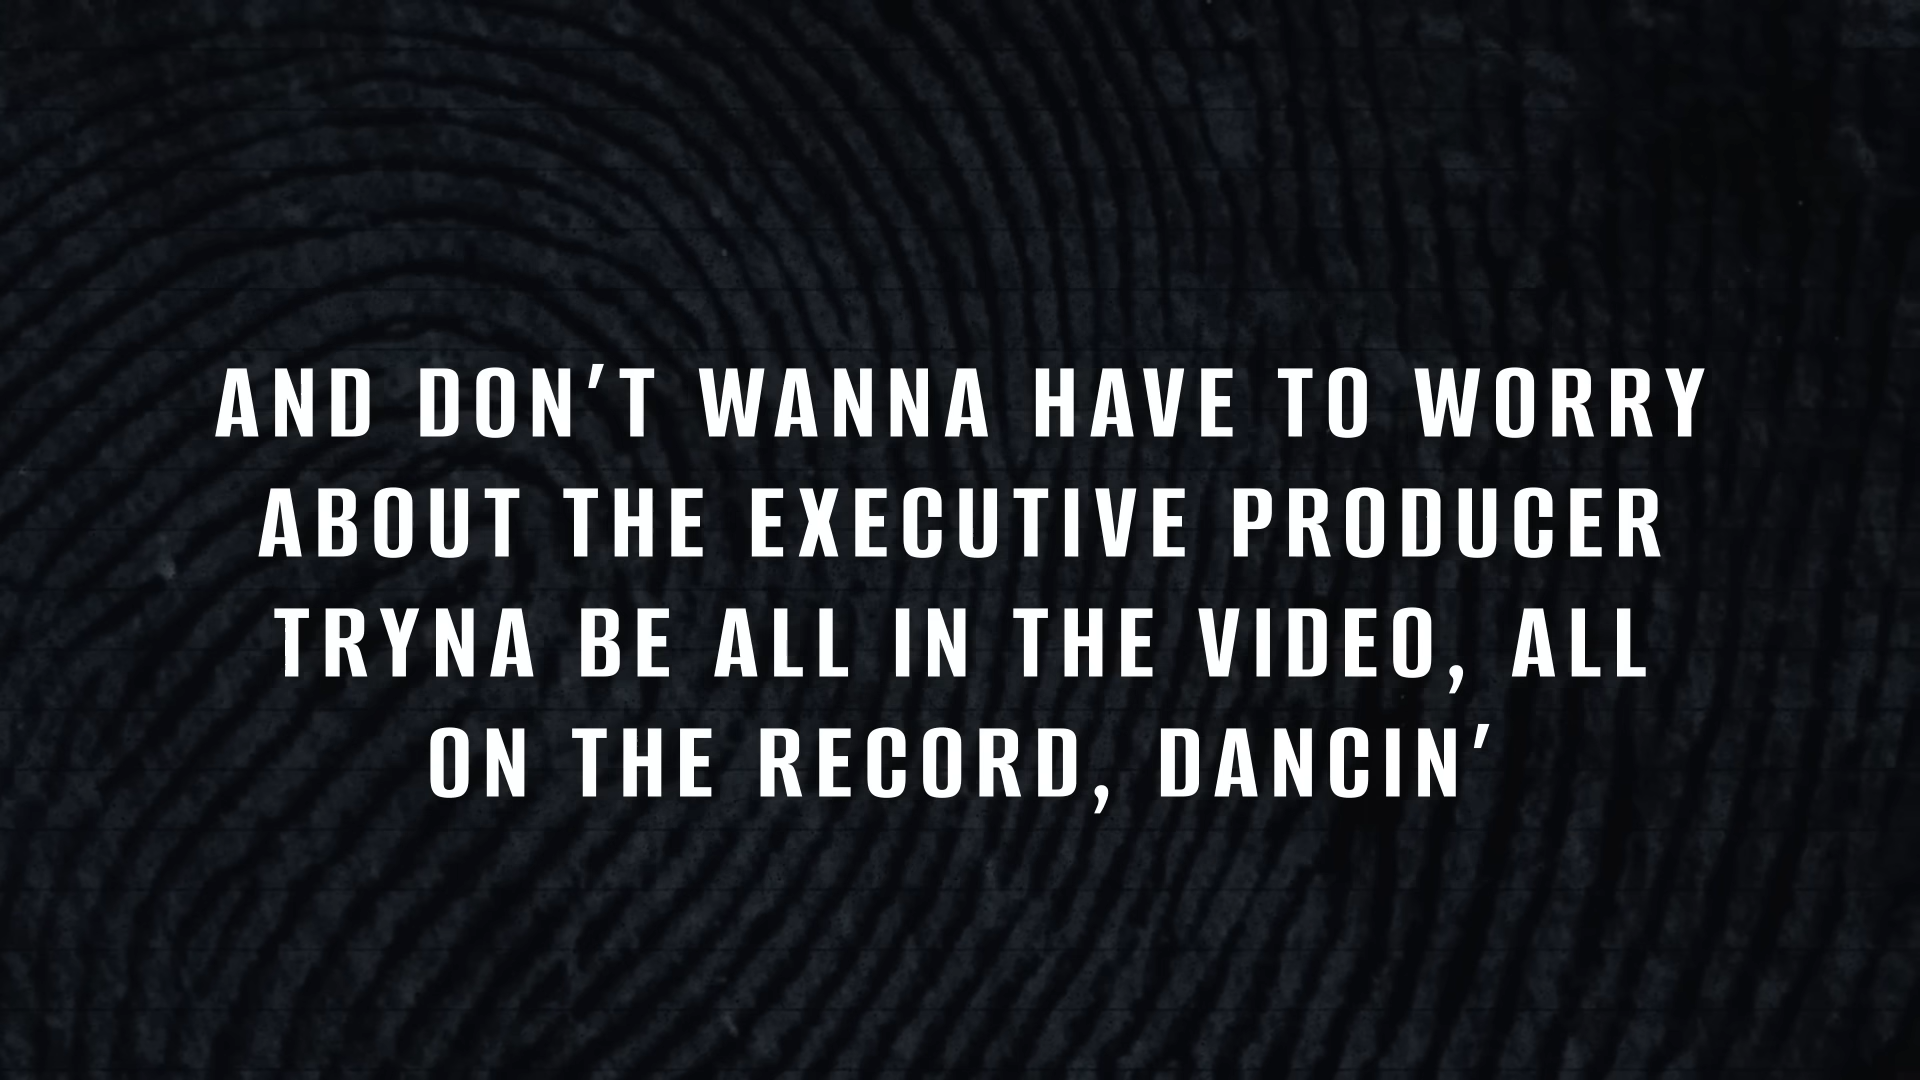 AND DON'T WANNA HAVE TO WORRY
ABOUT THE EXECUTIVE PRODUCER
TRYNA BE ALL IN THE VIDEO, ALL
ON THE RECORD, DANCIN'